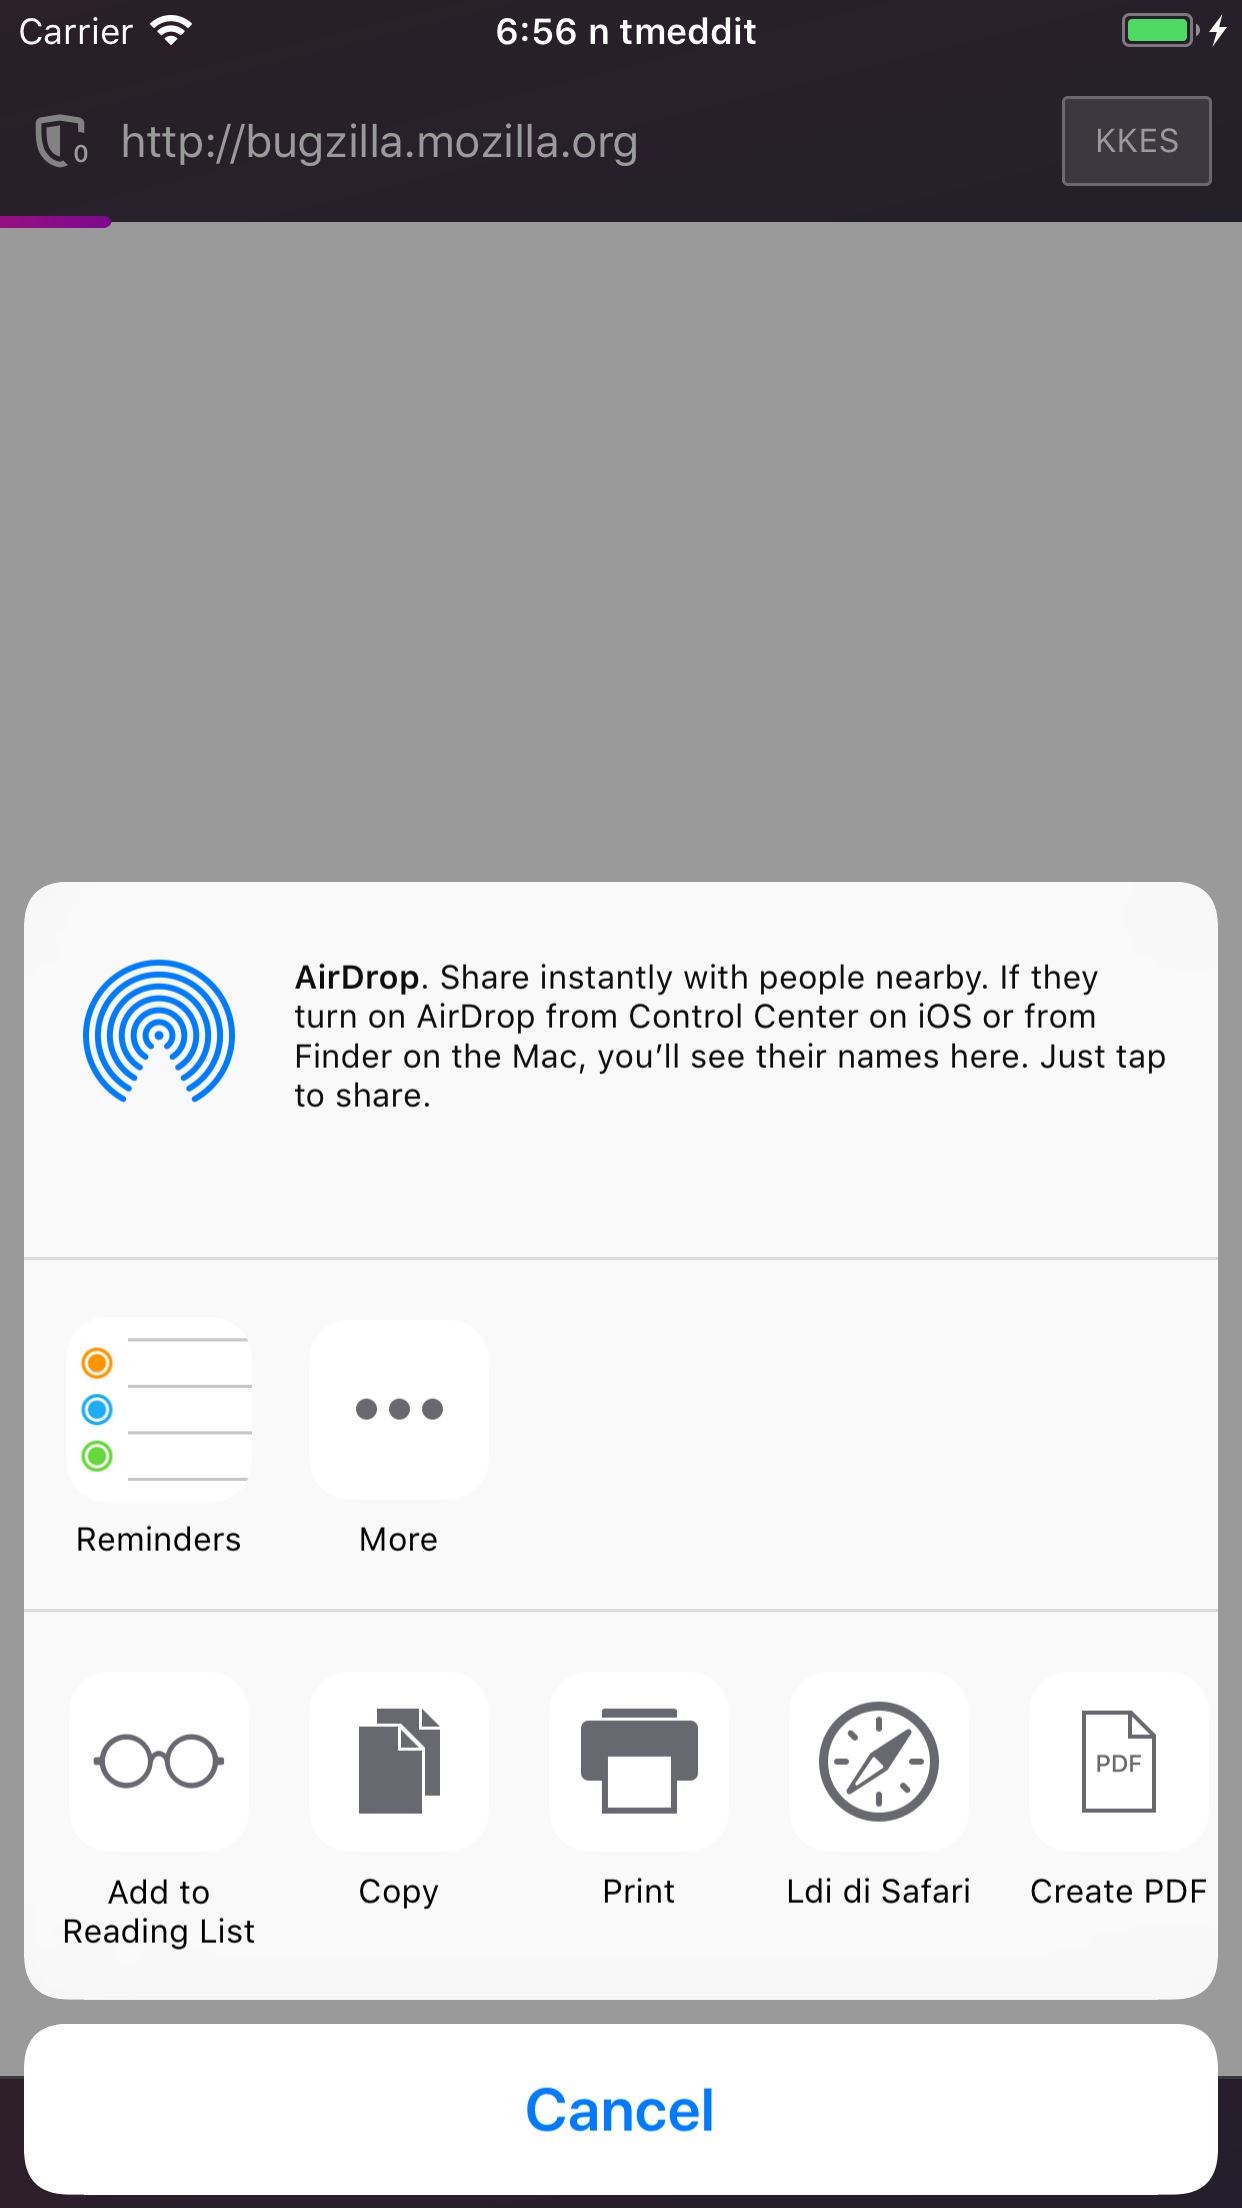 Carrier
6:56 n tmeddit
0
http://bugzilla.mozilla.org
KKES
AirDrop. Share instantly with people nearby. If they
turn on AirDrop from Control Center on iOS or from
Finder on the Mac, you’ll see their names here. Just tap
to share.
Reminders
More
PDF
Add to
Reading List
Copy
Print
Ldi di Safari
Create PDF
Cancel